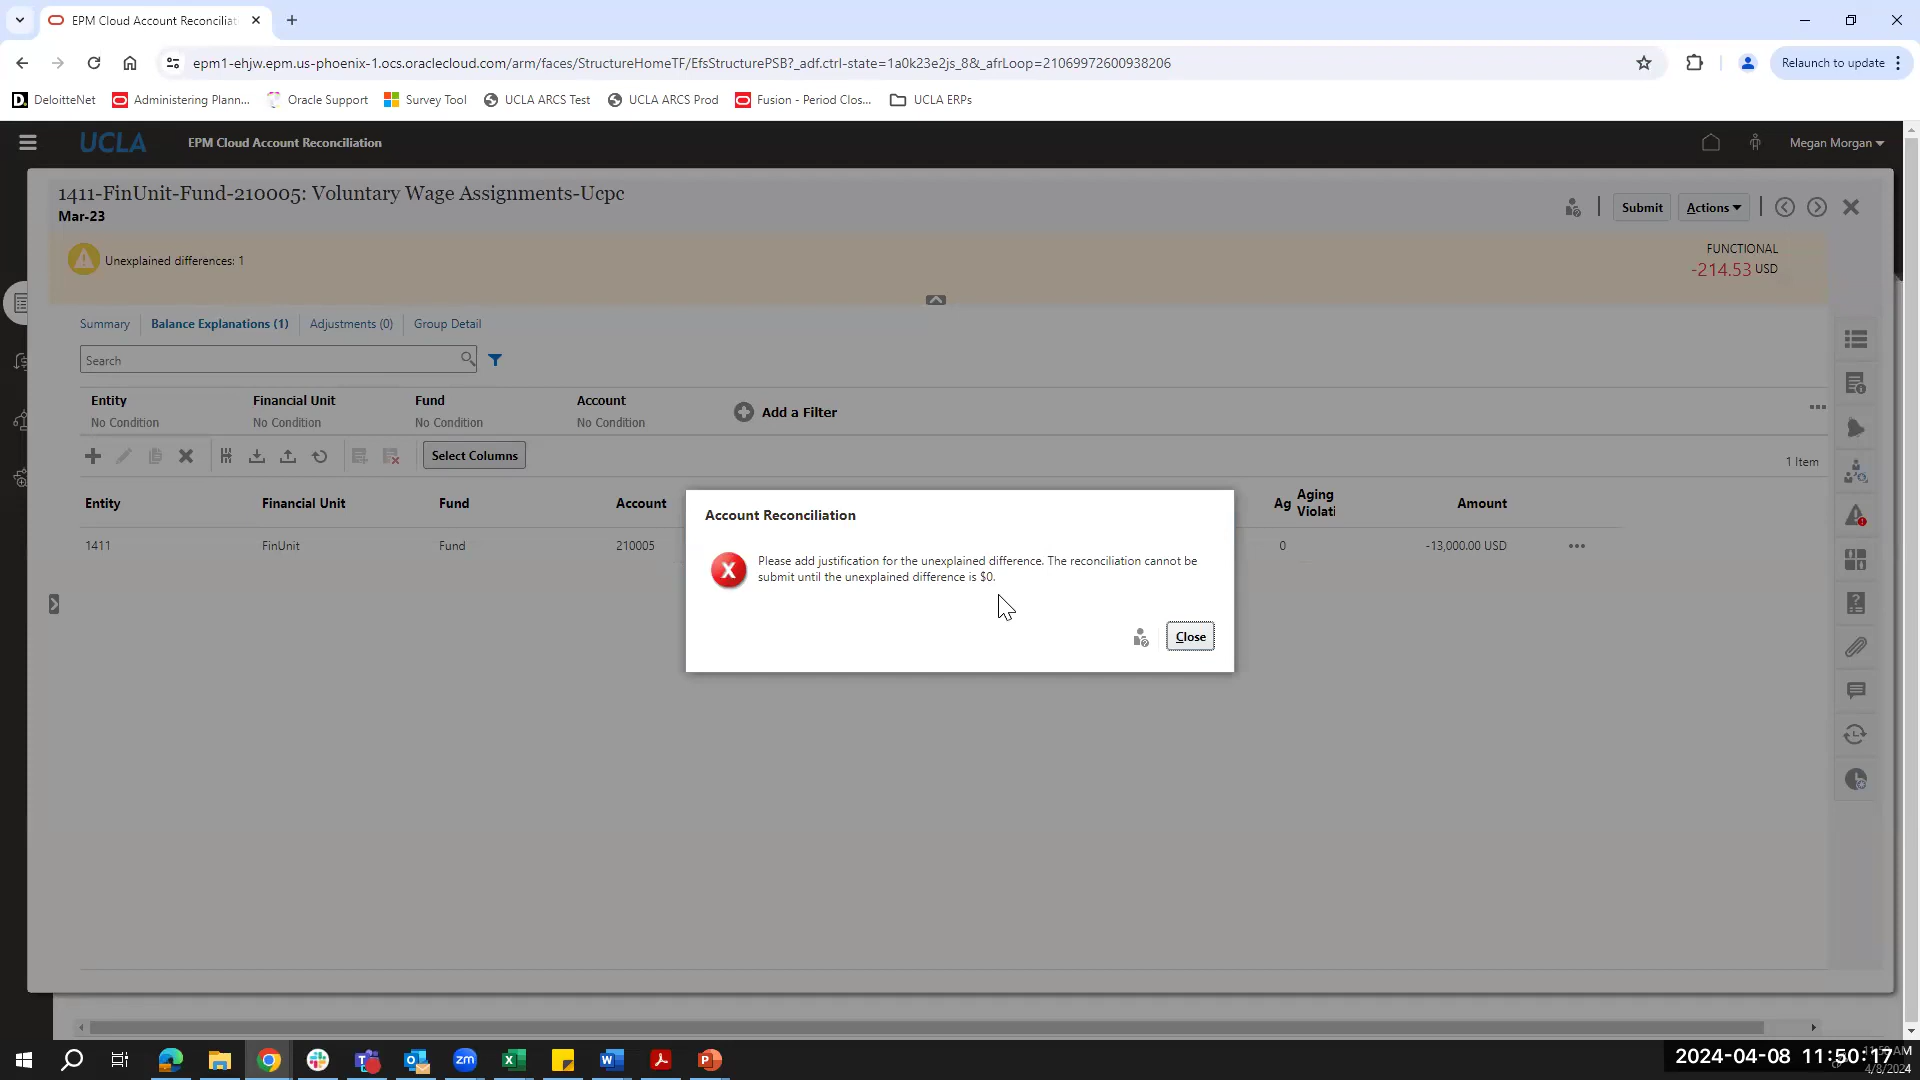 EPM Cloud Account Reconciliat
epm1-ehjw.epm.us-phoenix-1.ocs.oraclecloud.com/arm/faces/StructureHomeTF/EfsStructurePSB?_adf.ctrl-state=1a0k23e2js_8&_afrLoop=21069972600938206
Relaunch to update
DeloitteNet
Administering Plann...
Oracle Support
Survey Tool
UCLA ARCS Test
UCLA ARCS Prod
Fusion - Period Clos...
UCLA ERPs
UCLA
EPM Cloud Account Reconciliation
Megan Morgan
1411-FinUnit-Fund-210005: Voluntary Wage Assignments-Ucpc
Mar-23
Submit
Actions
Unexplained differences: 1
FUNCTIONAL
-214.53 USD
Summary
Balance Explanations (1)
Adjustments (0)
Group Detail
Search
Entity
No Condition
Financial Unit
No Condition
Fund
No Condition
Account
No Condition
Add a Filter
Select Columns
1 Item
Entity
Financial Unit
Fund
Account
Ag
Aging
Violati
Amount
1411
FinUnit
Fund
210005
0
-13,000.00 USD
Account Reconciliation
Please add justification for the unexplained difference. The reconciliation cannot be
submit until the unexplained difference is $0.
Close
2024-04-08 11:50:17
4/8/2024